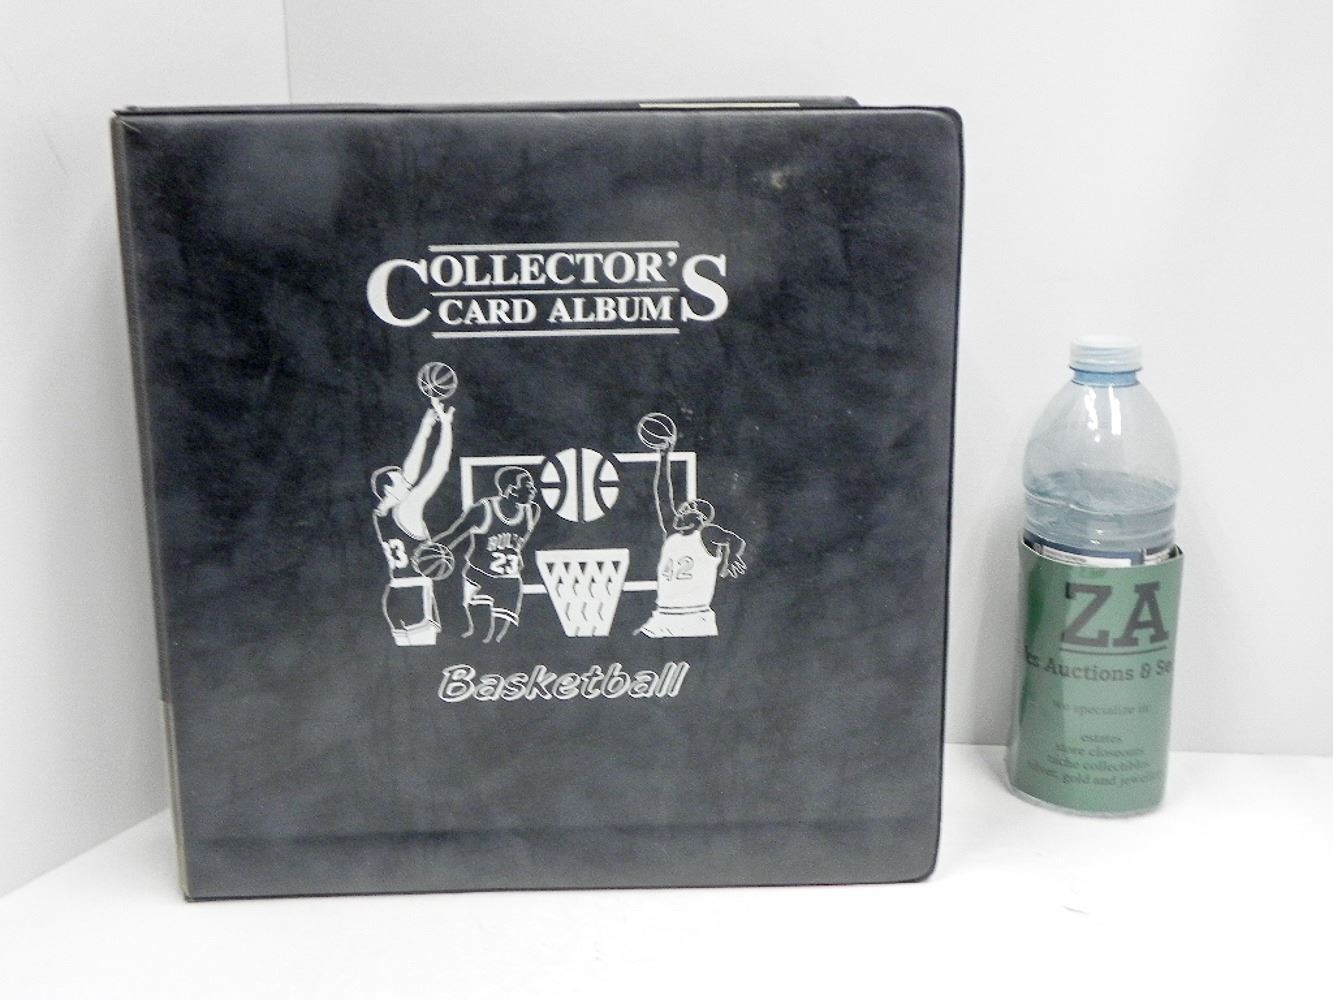 COLLECTOR'S
CARD ALBUM
33
BULLS
23
42
Basketball
ZA
Auctions & Se
we specialize in:
estates
store closeouts
niche collectibles
silver, gold and jewelry